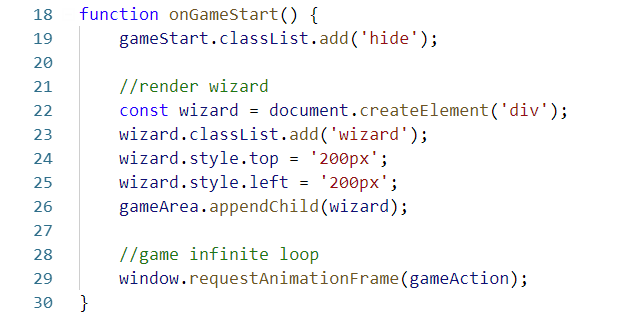 18 function onGameStart() {
19 gameStart.classList.add('hide');
20
21 //render wizard
22 const wizard = document.createElement('div');
23 wizard.classList.add('wizard');
24 wizard.style.top = '200px';
25 wizard.style.left = '200px';
26 gameArea.appendChild(wizard);
27
28 //game infinite loop
29 window.requestAnimationFrame(gameAction);
30 }